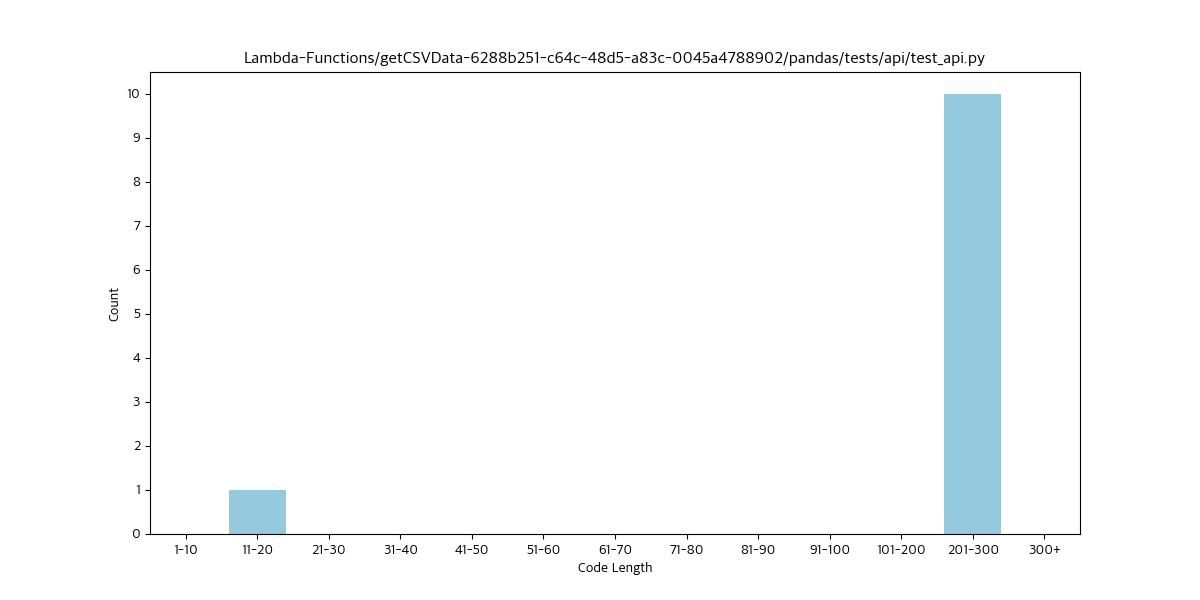 Lambda-Functions/getCSVData-6288b251-c64c-48d5-a83c-0045a4788902/pandas/tests/api/test_api.py
10
9
8
7
6
5
4
3
2
1
0
Count
1-10 11-20 21-30 31-40 41-50 51-60 61-70 71-80 81-90 91-100 101-200 201-300 300+
Code Length